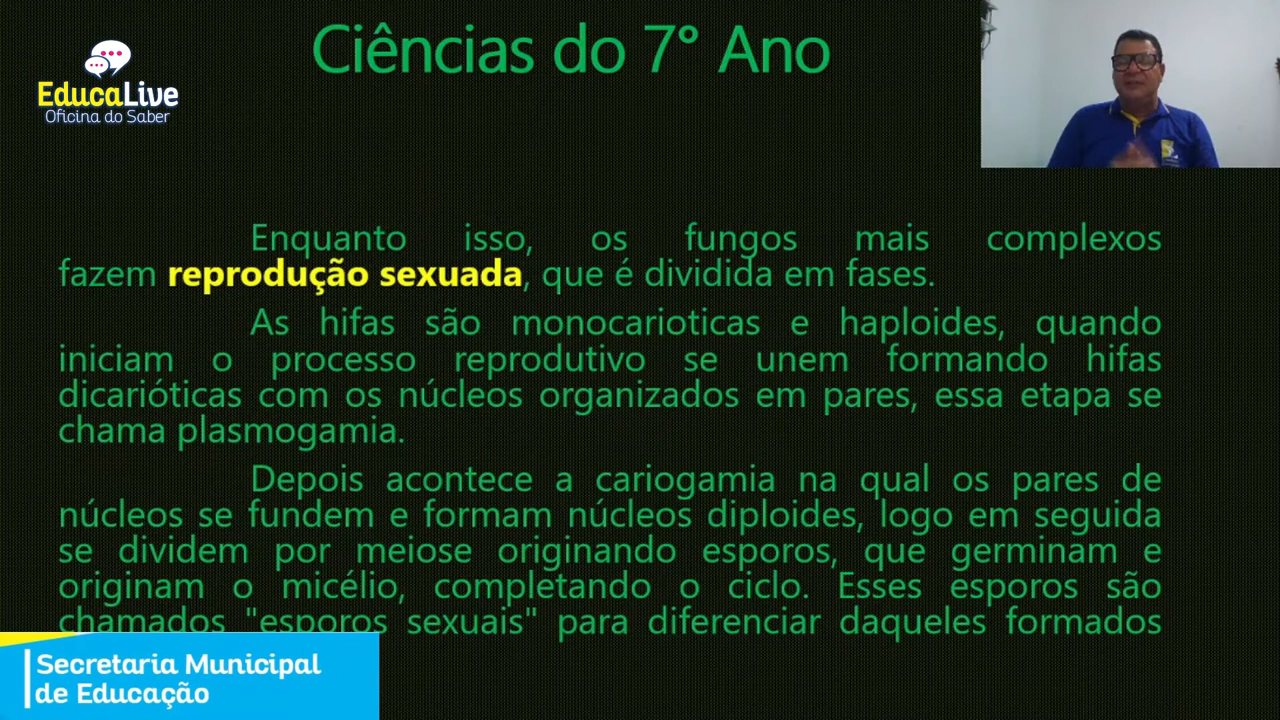 Ciências do 7° Ano
EducaLive
Oficina do Saber
Enquanto isso, os fungos mais complexos
fazem reprodução sexuada, que é dividida em fases.
As hifas são monocarioticas e haploides, quando
iniciam o processo reprodutivo se unem formando hifas
dicarióticas com os núcleos organizados em pares, essa etapa se
chama plasmogamia.
Depois acontece a cariogamia na qual os pares de
núcleos se fundem e formam núcleos diploides, logo em seguida
se dividem por meiose originando esporos, que germinam e
originam o micélio, completando o ciclo. Esses esporos são
chamados "esporos sexuais" para diferenciar daqueles formados
Secretaria Municipal
de Educação